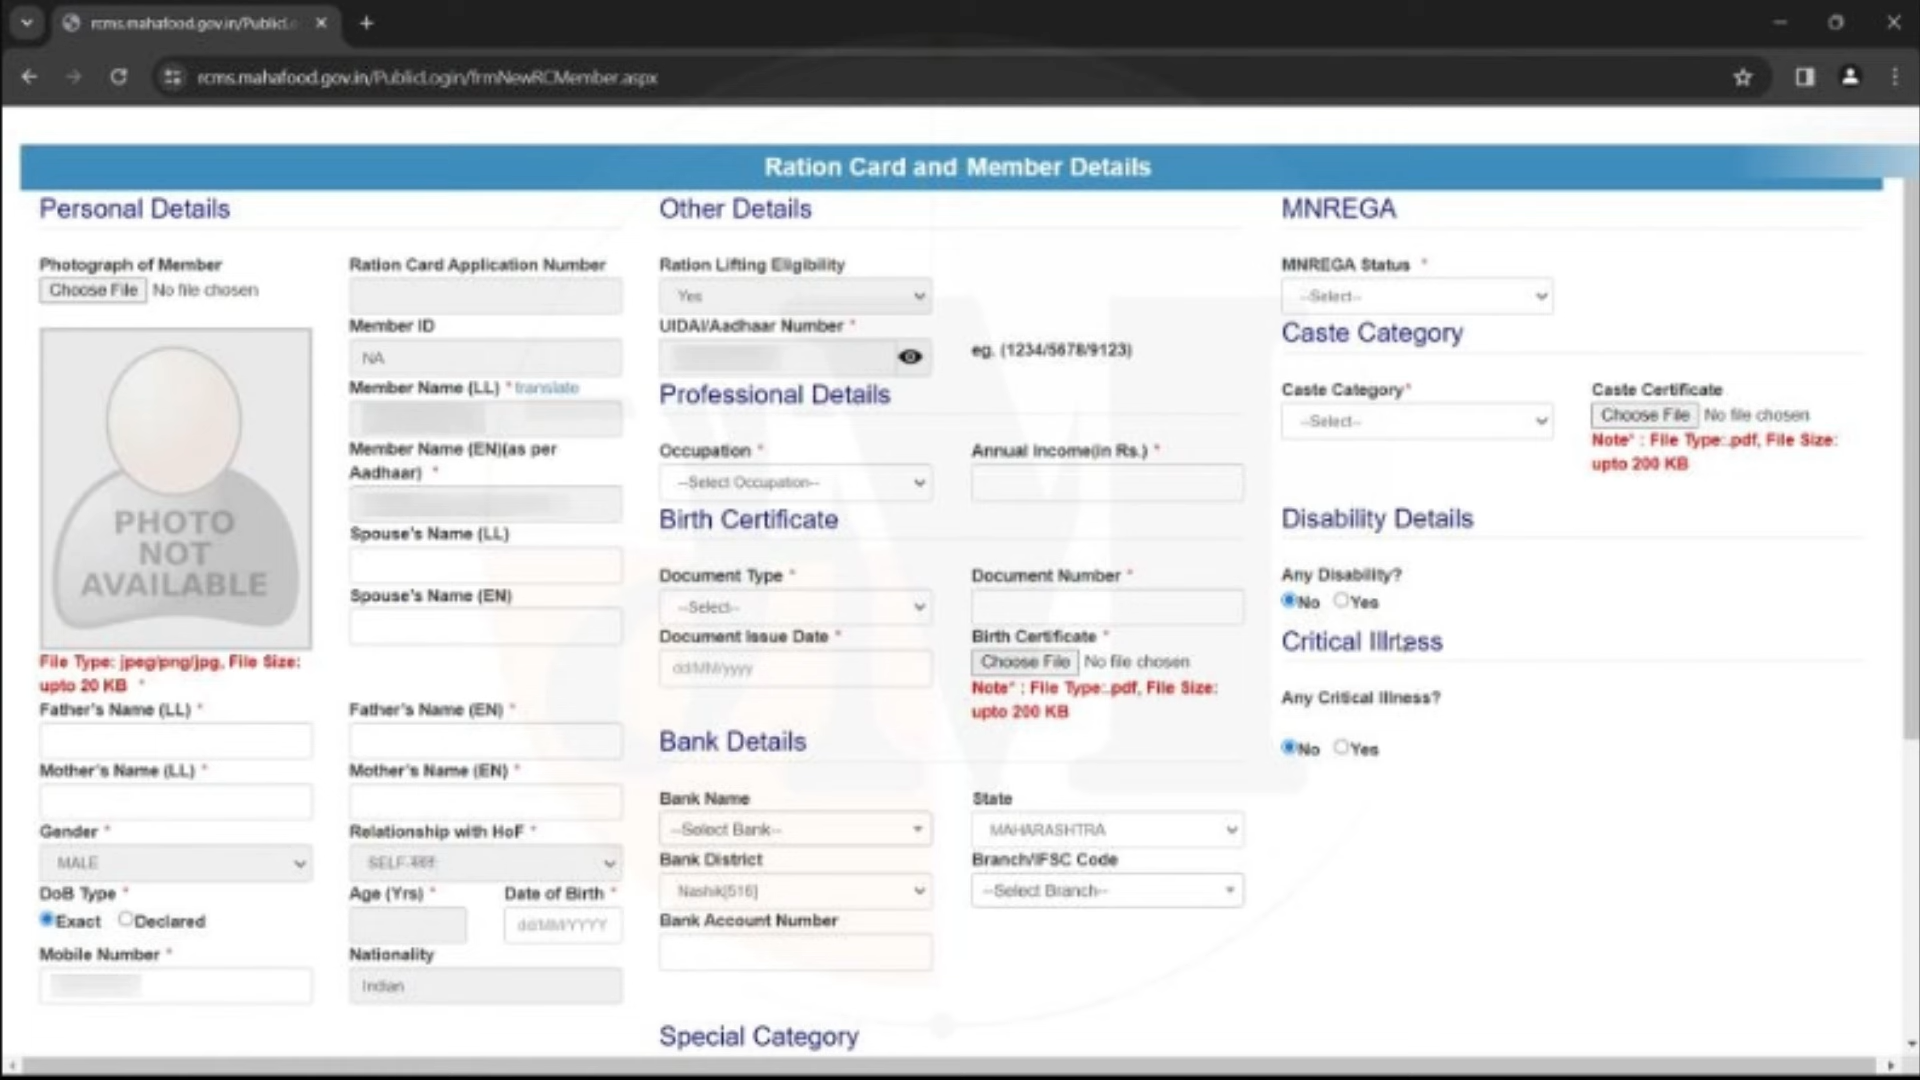 rcms.mahafood.gov.in/PublicL
rcms.mahafood.gov.in/PublicLogin/frmNewRCMember.aspx
Ration Card and Member Details
Personal Details
Photograph of Member
Choose File No file chosen
PHOTO
NOT
AVAILABLE
File Type: jpeg/png/jpg, File Size:
upto 20 KB *
Ration Card Application Number
Member ID
NA
Member Name (LL) * translate
Member Name (EN)(as per
Aadhaar) *
Spouse's Name (LL)
Spouse's Name (EN)
Father's Name (LL) *
Father's Name (EN) *
Mother's Name (LL) *
Mother's Name (EN) *
Gender *
MALE
Relationship with HoF *
SELF-स्वतः
DoB Type *
Exact Declared
Age (Yrs) *
Date of Birth *
dd/MM/YYYY
Mobile Number *
Nationality
Indian
Other Details
Ration Lifting Eligibility
Yes
UIDAI/Aadhaar Number *
eg. (1234/5678/9123)
Professional Details
Occupation *
--Select Occupation--
Annual Income(In Rs.) *
Birth Certificate
Document Type *
--Select--
Document Number *
Document Issue Date *
dd/MM/yyyy
Birth Certificate *
Choose File No file chosen
Note* : File Type:.pdf, File Size:
upto 200 KB
Bank Details
Bank Name
--Select Bank--
State
MAHARASHTRA
Bank District
Nashik[516]
Branch/IFSC Code
--Select Branch--
Bank Account Number
Special Category
MNREGA
MNREGA Status *
--Select--
Caste Category
Caste Category*
--Select--
Caste Certificate
Choose File No file chosen
Note* : File Type:.pdf, File Size:
upto 200 KB
Disability Details
Any Disability?
No Yes
Critical Illness
Any Critical Illness?
No Yes